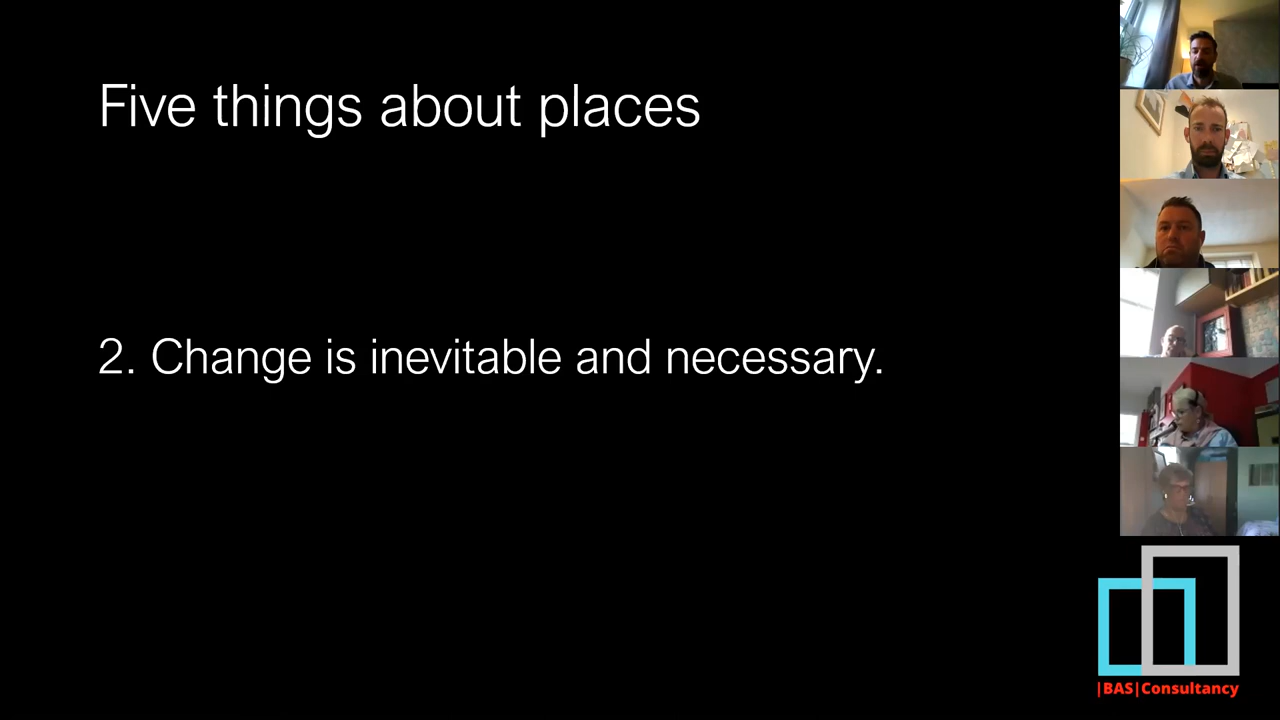 Five things about places
2. Change is inevitable and necessary.
|BAS|Consultancy